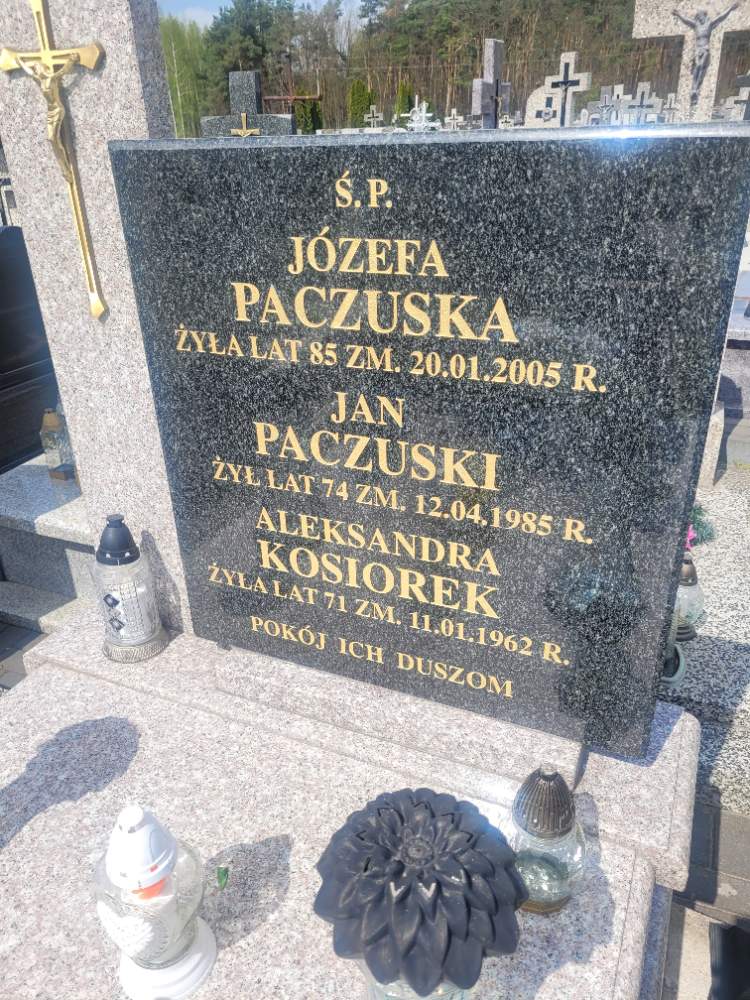 Ś.P.
JÓZEFA
PACZUSKA
ŻYŁA LAT 85 ZM. 20.01.2005 R.
JAN
PACZUSKI
ŻYŁ LAT 74 ZM. 12.04.1985 R.
ALEKSANDRA
KOSIOREK
ŻYŁA LAT 71 ZM. 11.01.1962 R.
POKÓJ ICH DUSZOM